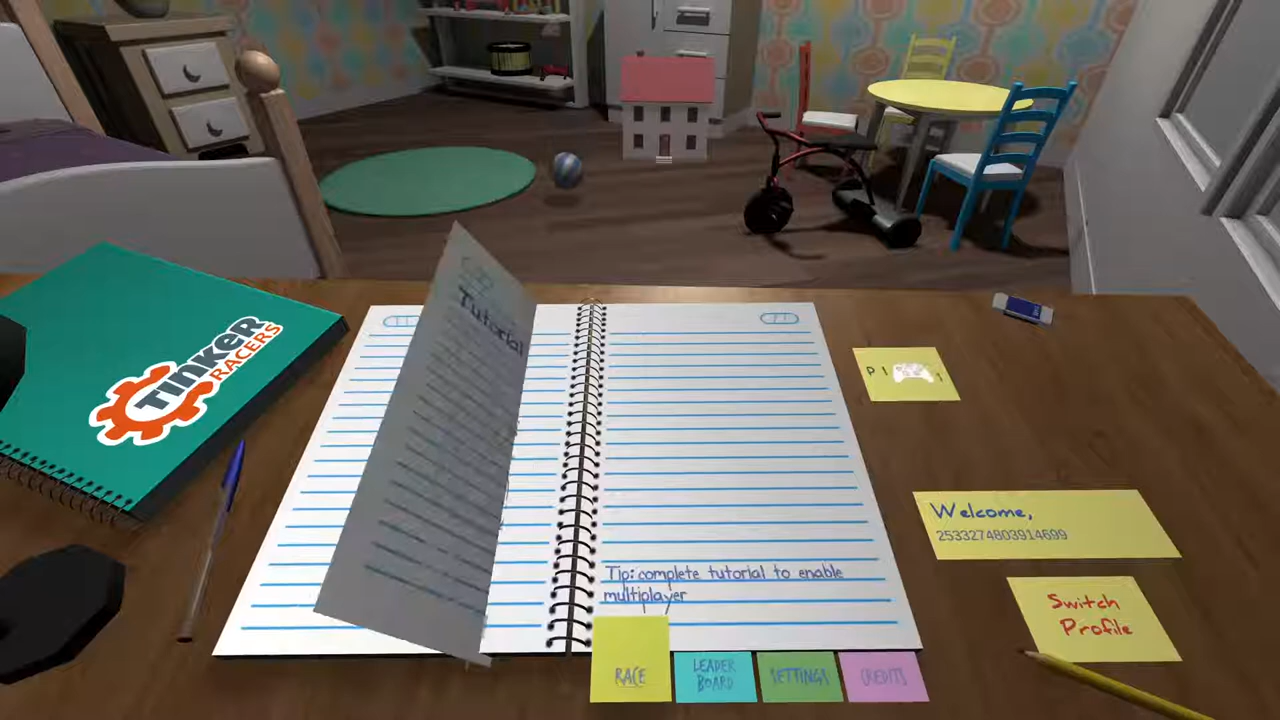 TINKER
RACERS
Tutorial
P1
1
Welcome,
2533274803914699
Tip: complete tutorial to enable
multiplayer
Switch
Profile
RACE
LEADER
BOARD
SETTINGS
CREDITS